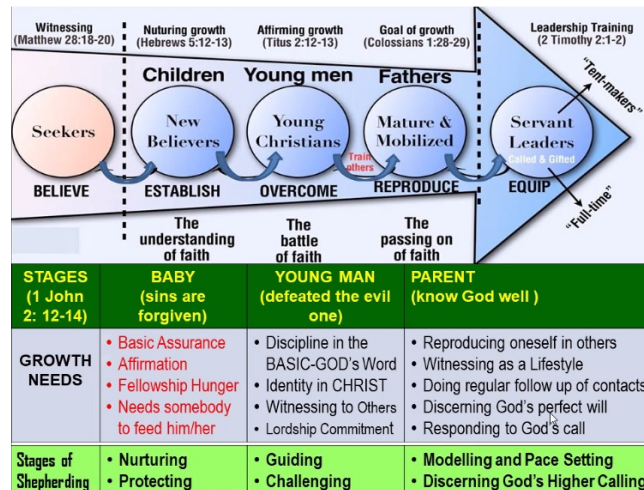 Witnessing
(Matthew 28:18-20)
Nuturing growth
(Hebrews 5:12-13)
Affirming growth
(Titus 2:12-13)
Goal of growth
(Colossians 1:28-29)
Leadership Training
(2 Timothy 2:1-2)
Children
Young men
Fathers
"Tent-makers"
Seekers
New
Believers
Young
Christians
Train
others
Mature &
Mobilized
Servant
Leaders
Called & Gifted
"Full-time"
BELIEVE
ESTABLISH
OVERCOME
REPRODUCE
EQUIP
The
understanding
of faith
The
battle
of faith
The
passing on
of faith
STAGES
(1 John
2: 12-14)
BABY
(sins are
forgiven)
YOUNG MAN
(defeated the evil
one)
PARENT
(know God well )
GROWTH
NEEDS
• Basic Assurance
• Affirmation
• Fellowship Hunger
• Needs somebody
to feed him/her
• Discipline in the
BASIC-GOD's Word
• Identity in CHRIST
• Witnessing to Others
• Lordship Commitment
• Reproducing oneself in others
• Witnessing as a Lifestyle
• Doing regular follow up of contacts
• Discerning God's perfect will
• Responding to God's call
Stages of
Shepherding
• Nurturing
• Protecting
• Guiding
• Challenging
• Modelling and Pace Setting
• Discerning God's Higher Calling